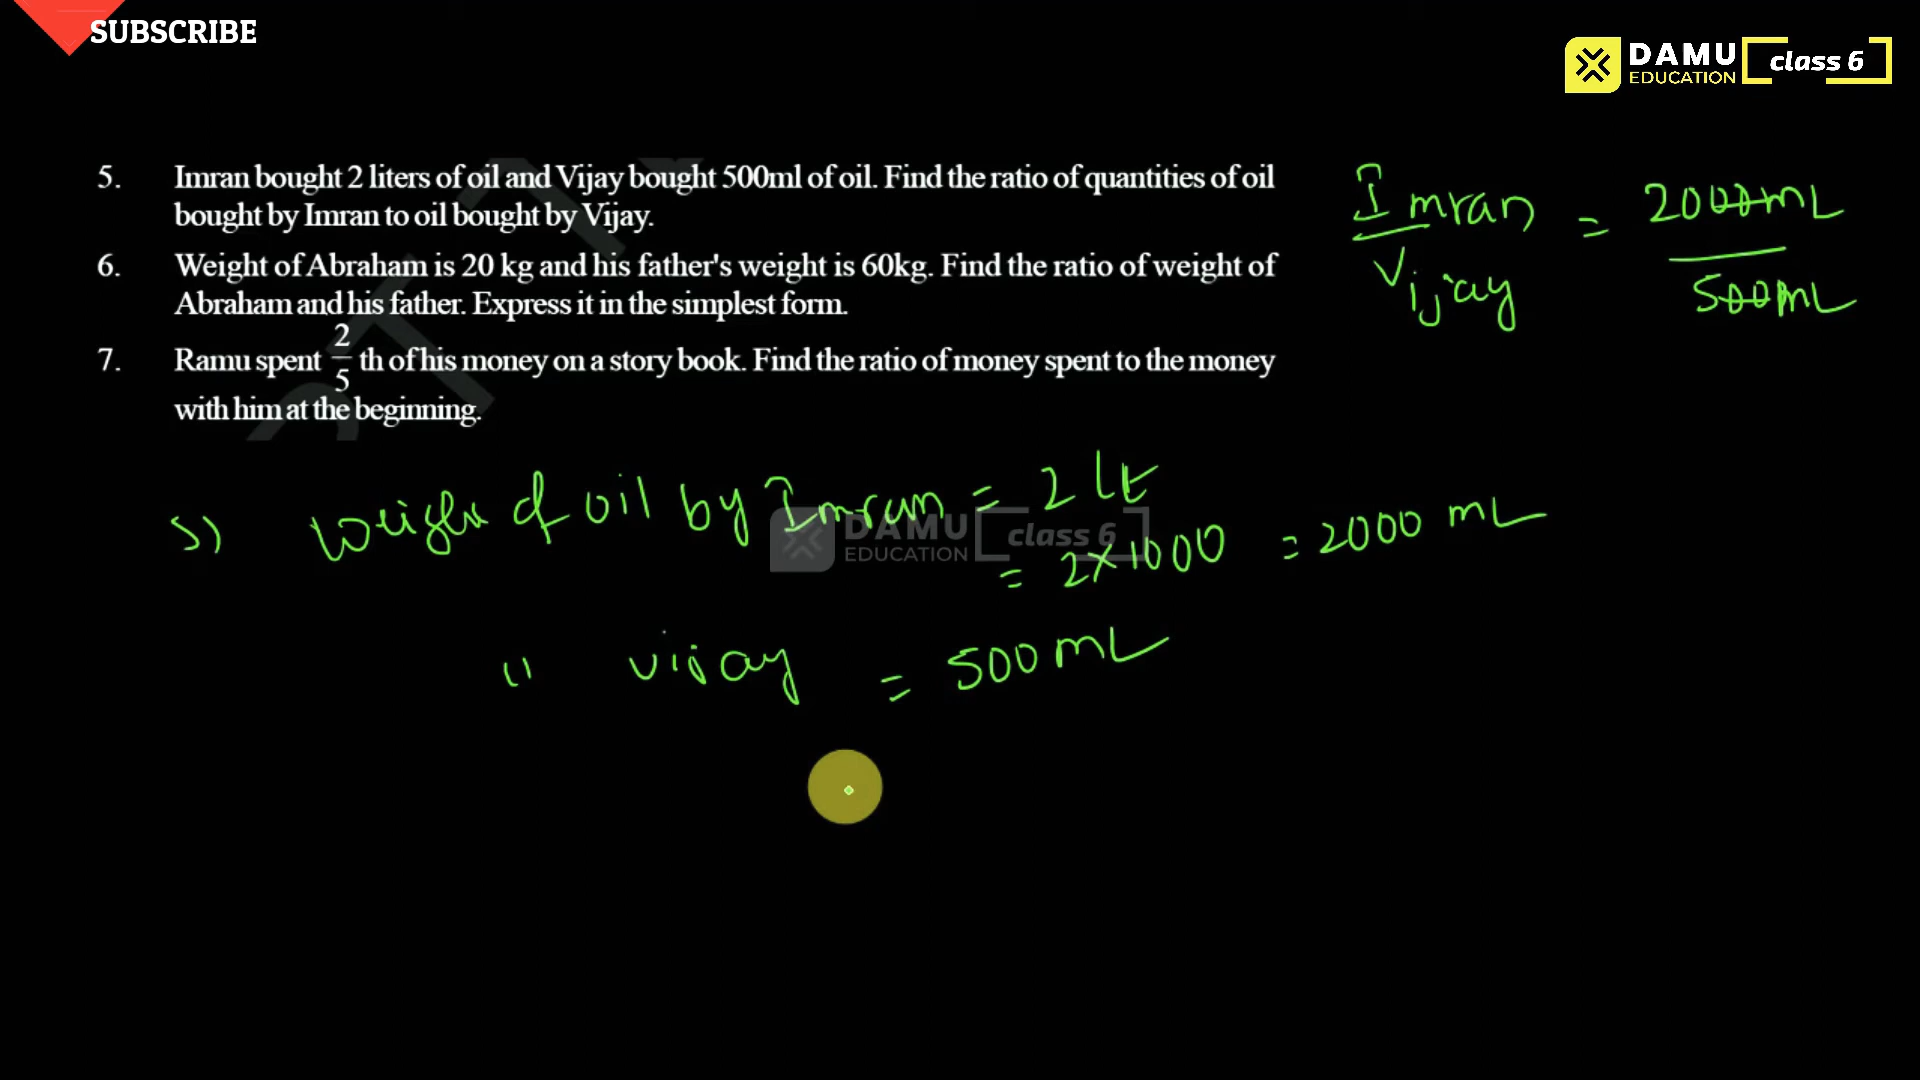 SUBSCRIBE
DAMU EDUCATION class 6
5. Imran bought 2 liters of oil and Vijay bought 500ml of oil. Find the ratio of quantities of oil
bought by Imran to oil bought by Vijay.
6. Weight of Abraham is 20 kg and his father's weight is 60kg. Find the ratio of weight of
Abraham and his father. Express it in the simplest form.
7. Ramu spent 2/5 th of his money on a story book. Find the ratio of money spent to the money
with him at the beginning.
Imran / Vijay = 2000mL / 500mL
5) Weight of oil by Imran = 2 Lt
= 2×1000 = 2000 mL
" vijay = 500 mL
DAMU EDUCATION class 6